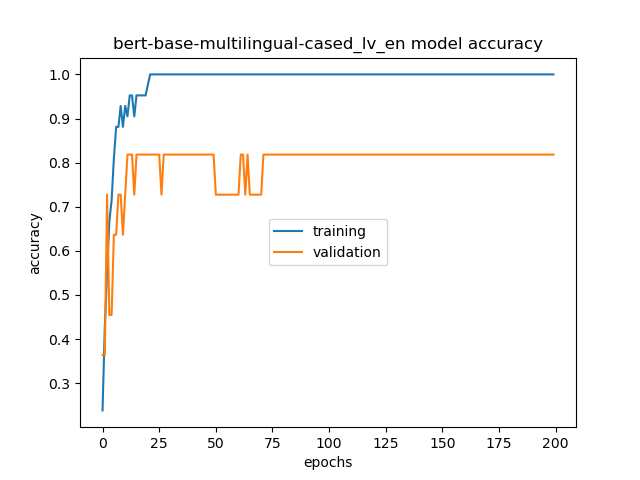 bert-base-multilingual-cased_lv_en model accuracy
accuracy
1.0
0.9
0.8
0.7
0.6
0.5
0.4
0.3
training
validation
0 25 50 75 100 125 150 175 200
epochs